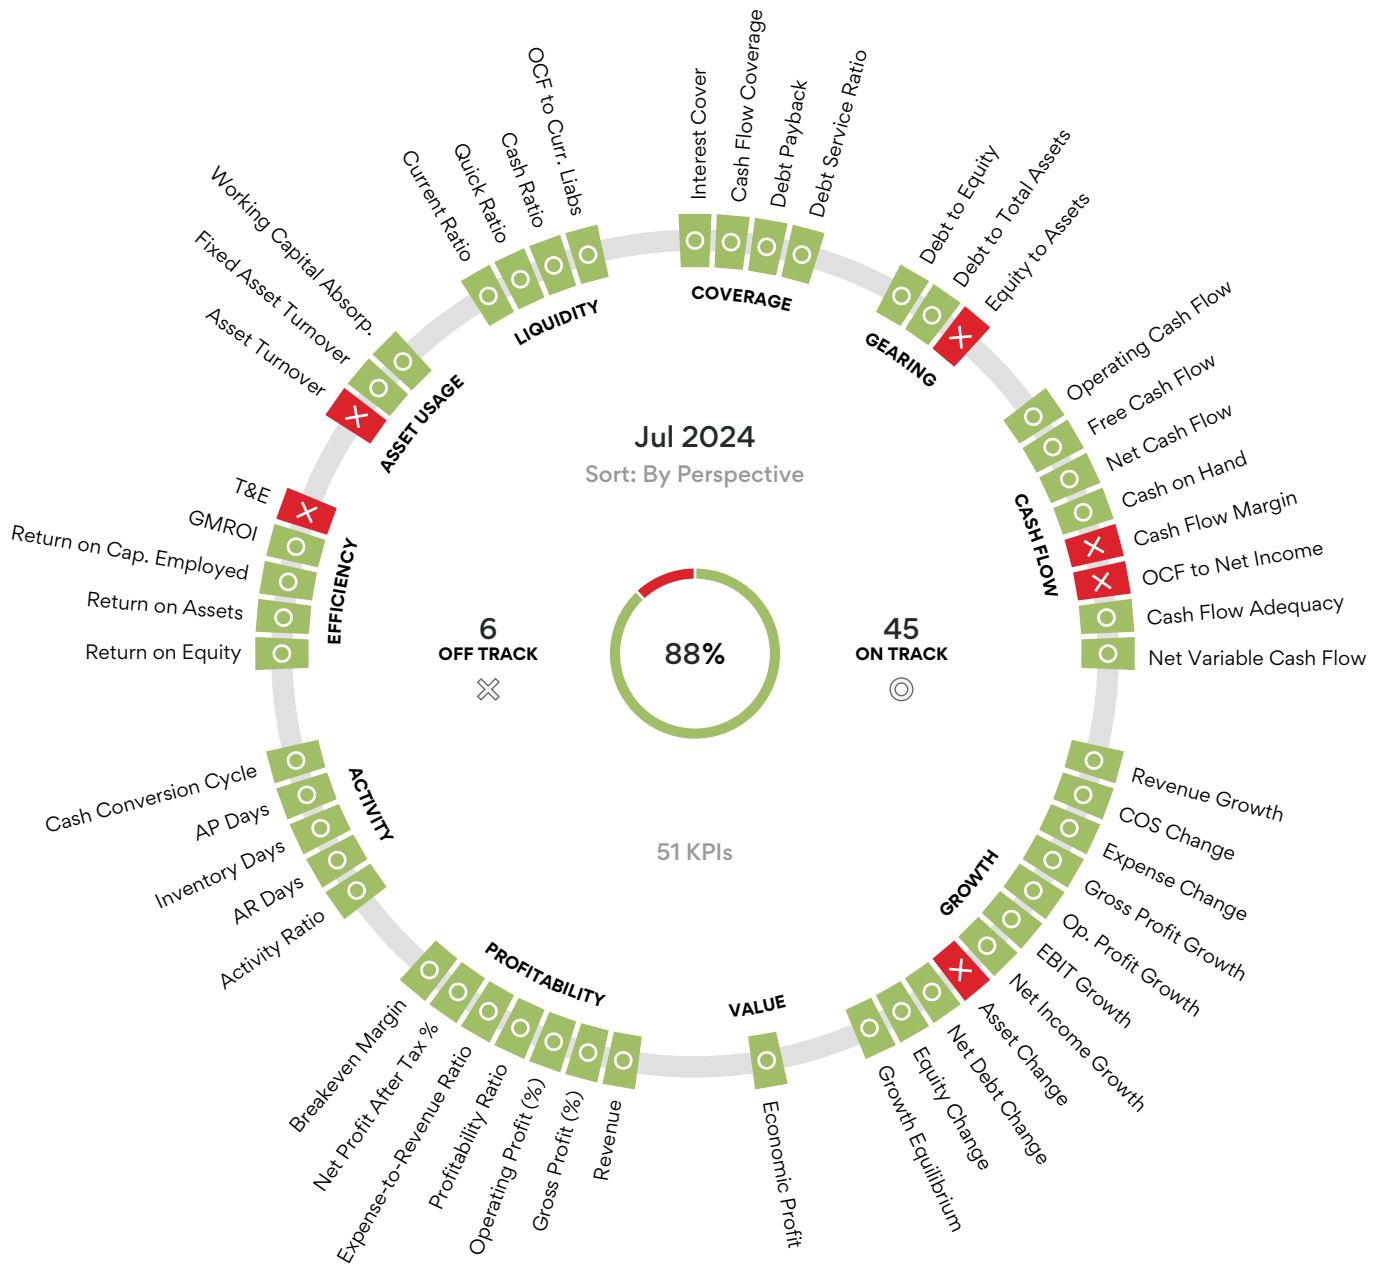 Jul 2024
Sort: By Perspective
6
OFF TRACK
88%
45
ON TRACK
51 KPIs
COVERAGE
Interest Cover
Cash Flow Coverage
Debt Payback
Debt Service Ratio
GEARING
Debt to Equity
Debt to Total Assets
Equity to Assets
CASH FLOW
Operating Cash Flow
Free Cash Flow
Net Cash Flow
Cash on Hand
Cash Flow Margin
OCF to Net Income
Cash Flow Adequacy
Net Variable Cash Flow
GROWTH
Revenue Growth
COS Change
Expense Change
Gross Profit Growth
Op. Profit Growth
EBIT Growth
Net Income Growth
Asset Change
Net Debt Change
Equity Change
Growth Equilibrium
VALUE
Economic Profit
PROFITABILITY
Revenue
Gross Profit (%)
Operating Profit (%)
Profitability Ratio
Expense-to-Revenue Ratio
Net Profit After Tax %
Breakeven Margin
ACTIVITY
Activity Ratio
AR Days
Inventory Days
AP Days
Cash Conversion Cycle
EFFICIENCY
Return on Equity
Return on Assets
Return on Cap. Employed
GMROI
T&E
ASSET USAGE
Asset Turnover
Fixed Asset Turnover
Working Capital Absorp.
LIQUIDITY
Current Ratio
Quick Ratio
Cash Ratio
OCF to Curr. Liabs